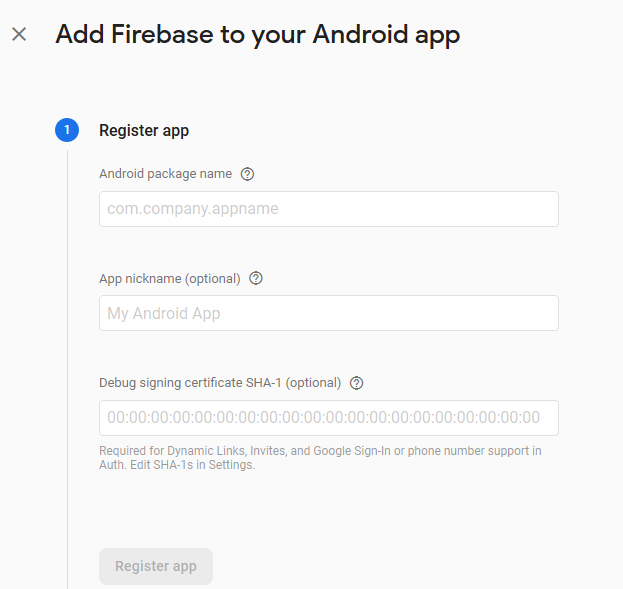 Add Firebase to your Android app
1 Register app
Android package name ?
com.company.appname
App nickname (optional) ?
My Android App
Debug signing certificate SHA-1 (optional) ?
00:00:00:00:00:00:00:00:00:00:00:00:00:00:00:00:00:00:00:00
Required for Dynamic Links, Invites, and Google Sign-In or phone number support in
Auth. Edit SHA-1s in Settings.
Register app